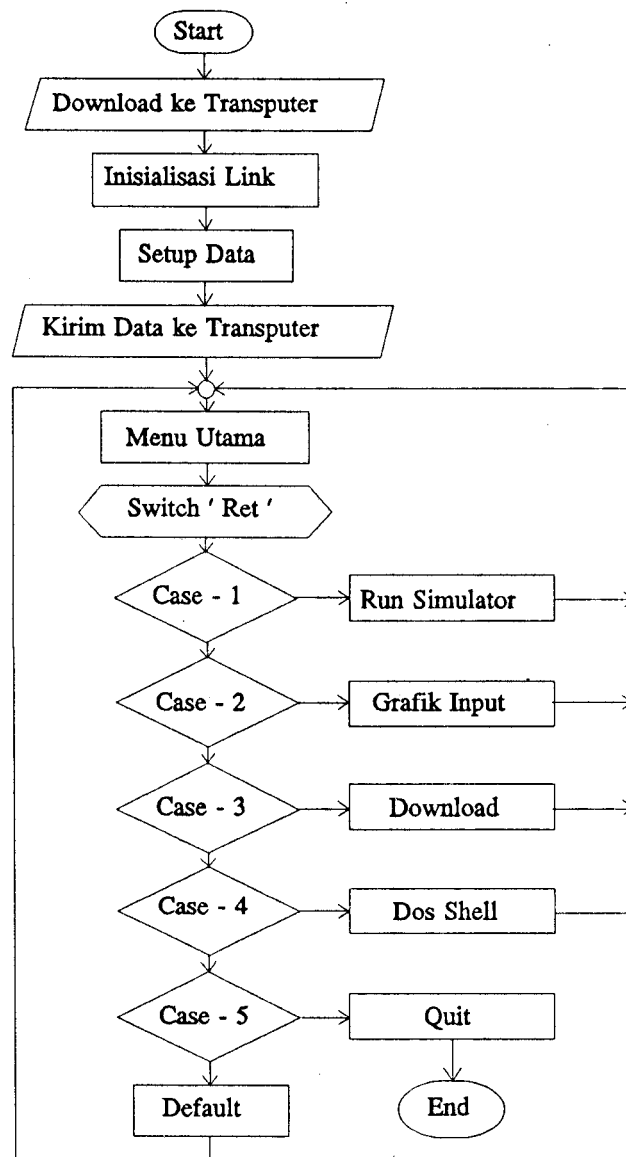 Start
Download ke Transputer
Inisialisasi Link
Setup Data
Kirim Data ke Transputer
Menu Utama
Switch ' Ret '
Case - 1
Run Simulator
Case - 2
Grafik Input
Case - 3
Download
Case - 4
Dos Shell
Case - 5
Quit
Default
End